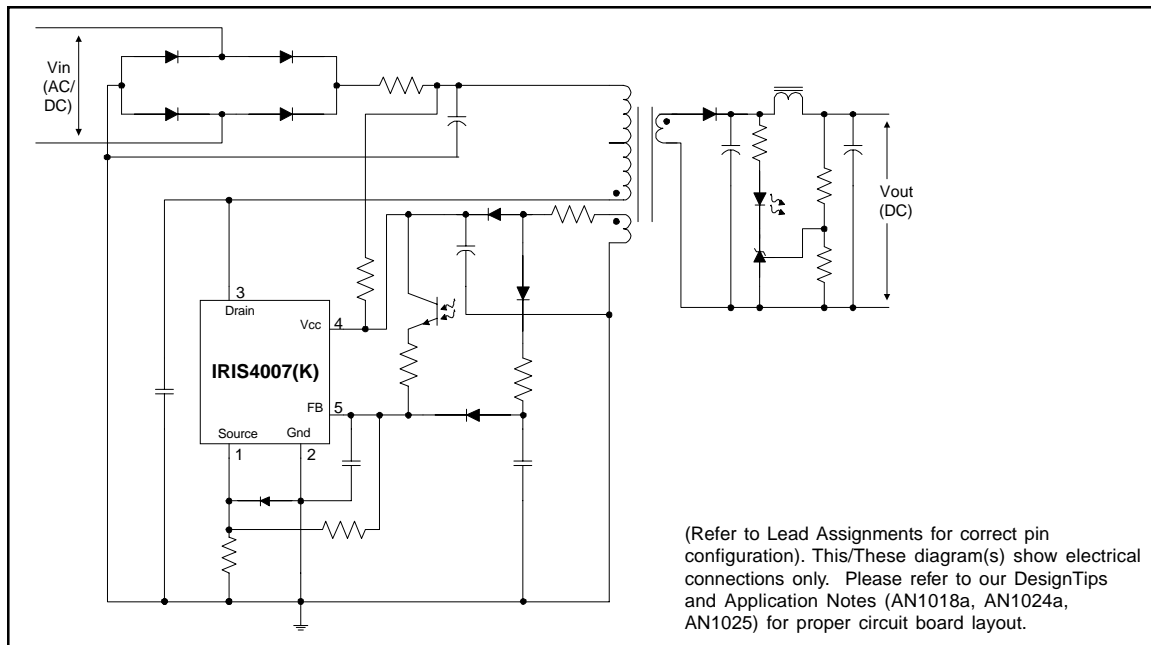 Vin
(AC/
DC)
Vout
(DC)
3
Drain
Vcc
4
IRIS4007(K)
FB
5
Source
Gnd
1
2
(Refer to Lead Assignments for correct pin
configuration). This/These diagram(s) show electrical
connections only. Please refer to our DesignTips
and Application Notes (AN1018a, AN1024a,
AN1025) for proper circuit board layout.